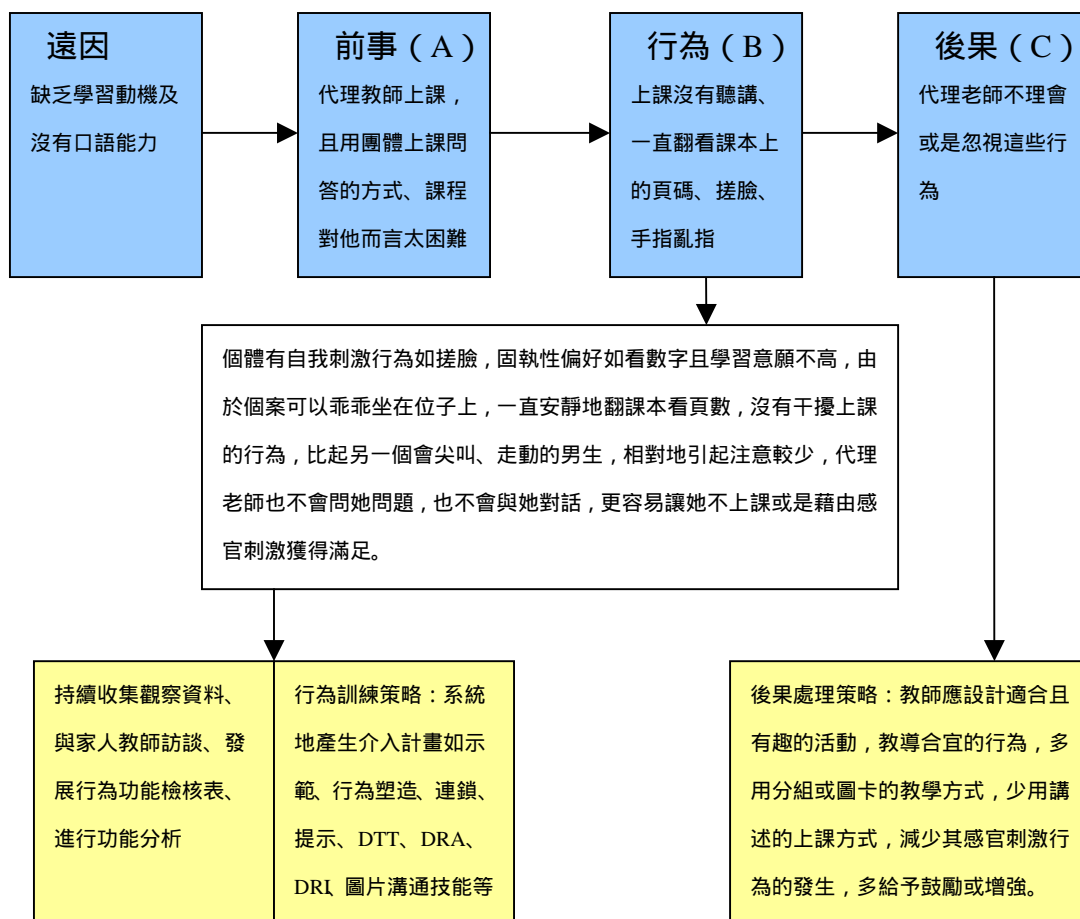 遠因
缺乏學習動機及
沒有口語能力
前事（A）
代理教師上課，
且用團體上課問
答的方式、課程
對他而言太困難
行為（B）
上課沒有聽講、
一直翻看課本上
的頁碼、搓臉、
手指亂指
後果（C）
代理老師不理會
或是忽視這些行
為
個體有自我刺激行為如搓臉，固執性偏好如看數字且學習意願不高，由
於個案可以乖乖坐在位子上，一直安靜地翻課本看頁數，沒有干擾上課
的行為，比起另一個會尖叫、走動的男生，相對地引起注意較少，代理
老師也不會問她問題，也不會與她對話，更容易讓她不上課或是藉由感
官刺激獲得滿足。
持續收集觀察資料、
與家人教師訪談、發
展行為功能檢核表、
進行功能分析
行為訓練策略：系統
地產生介入計畫如示
範、行為塑造、連鎖、
提示、DTT、DRA、
DRI、圖片溝通技能等
後果處理策略：教師應設計適合且
有趣的活動，教導合宜的行為，多
用分組或圖卡的教學方式，少用講
述的上課方式，減少其感官刺激行
為的發生，多給予鼓勵或增強。